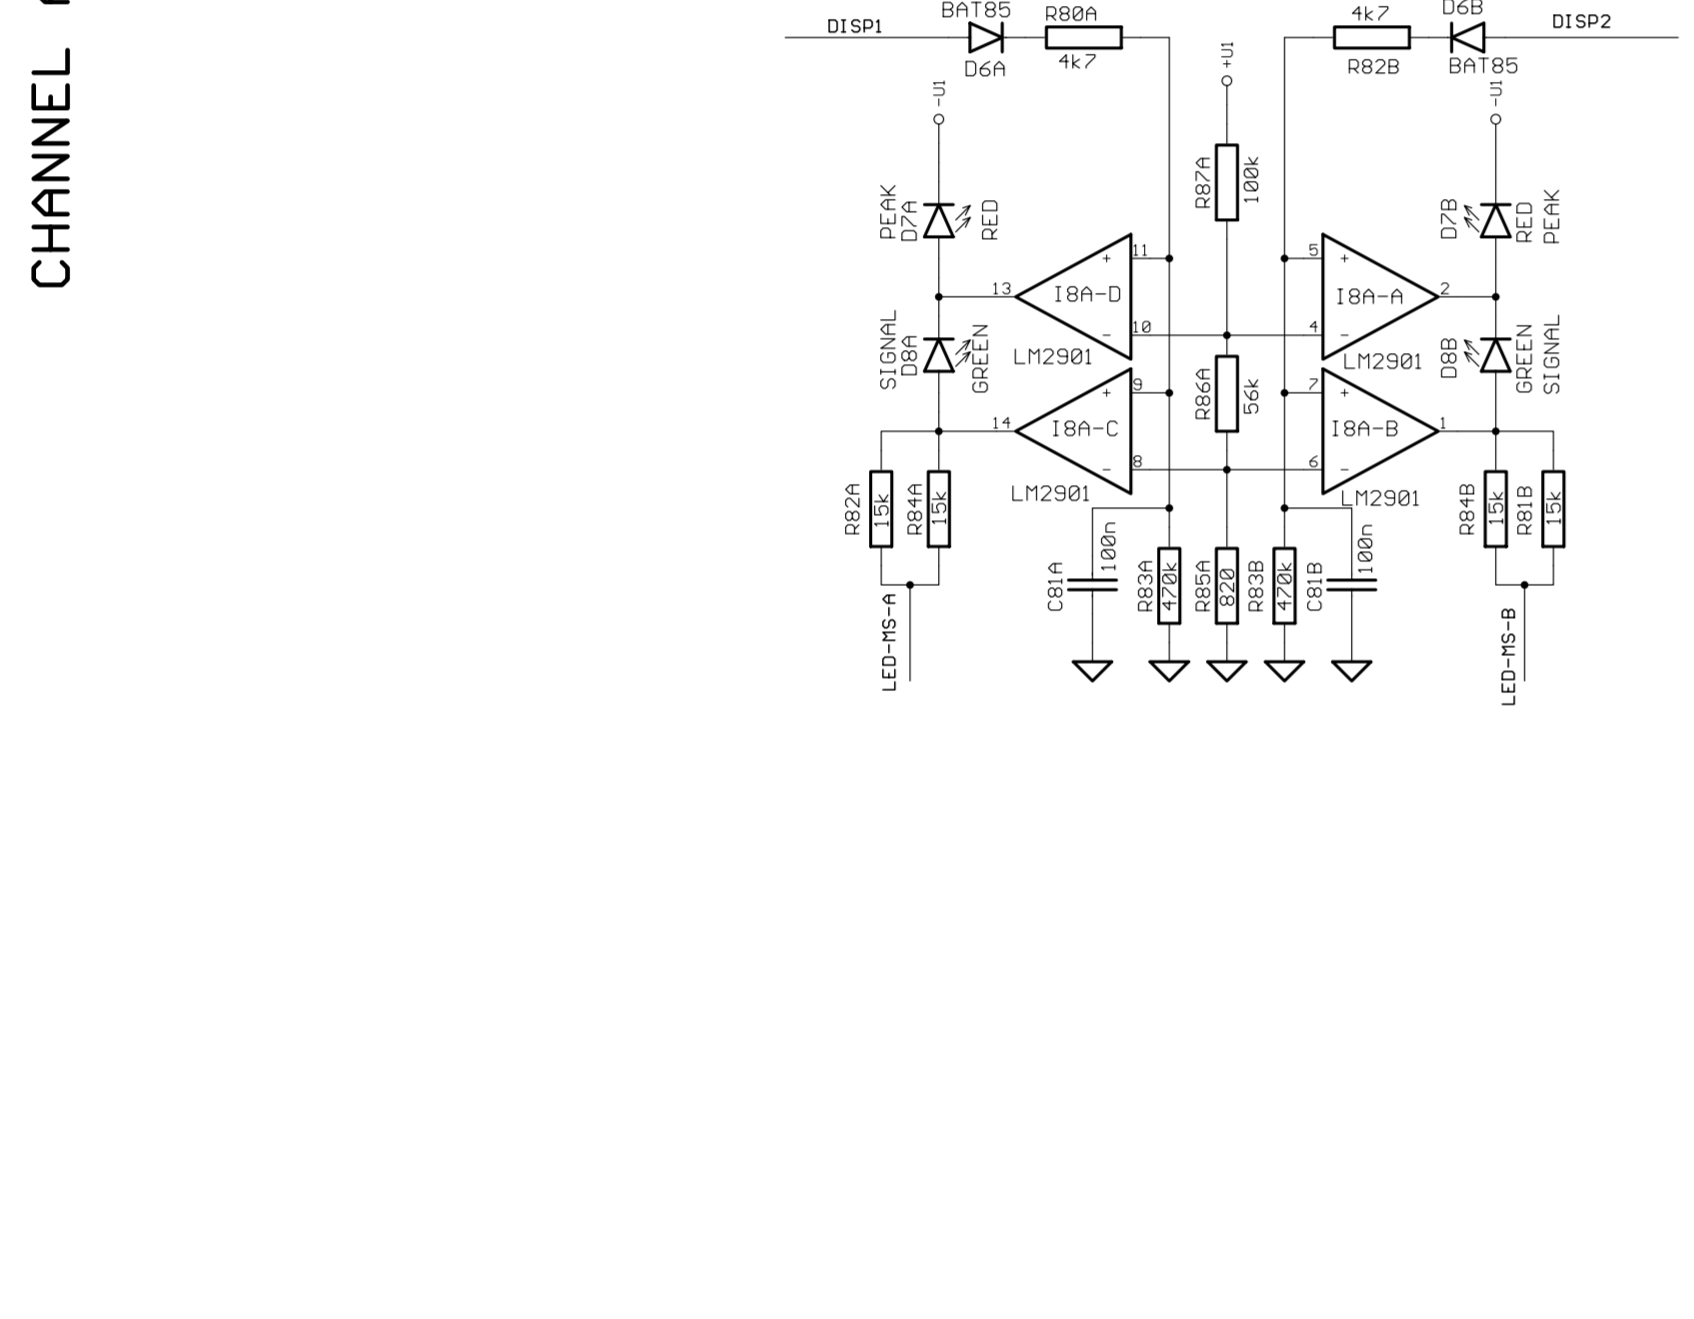 CHANNEL
DISP1
BAT85
D6A
R80A
4k7
4k7
R82B
D6B
BAT85
DISP2
-U1
+U1
-U1
R87A
100k
PEAK
D7A
RED
D7B
RED
PEAK
11
+
I8A-D
13
10
-
LM2901
5
+
I8A-A
2
4
-
LM2901
SIGNAL
D8A
GREEN
R86A
56k
D8B
GREEN
SIGNAL
9
+
I8A-C
14
8
-
LM2901
7
+
I8A-B
1
6
-
LM2901
R82A
15k
R84A
15k
R84B
15k
R81B
15k
C81A
100n
R83A
470k
R85A
820
R83B
470k
C81B
100n
LED-MS-A
LED-MS-B